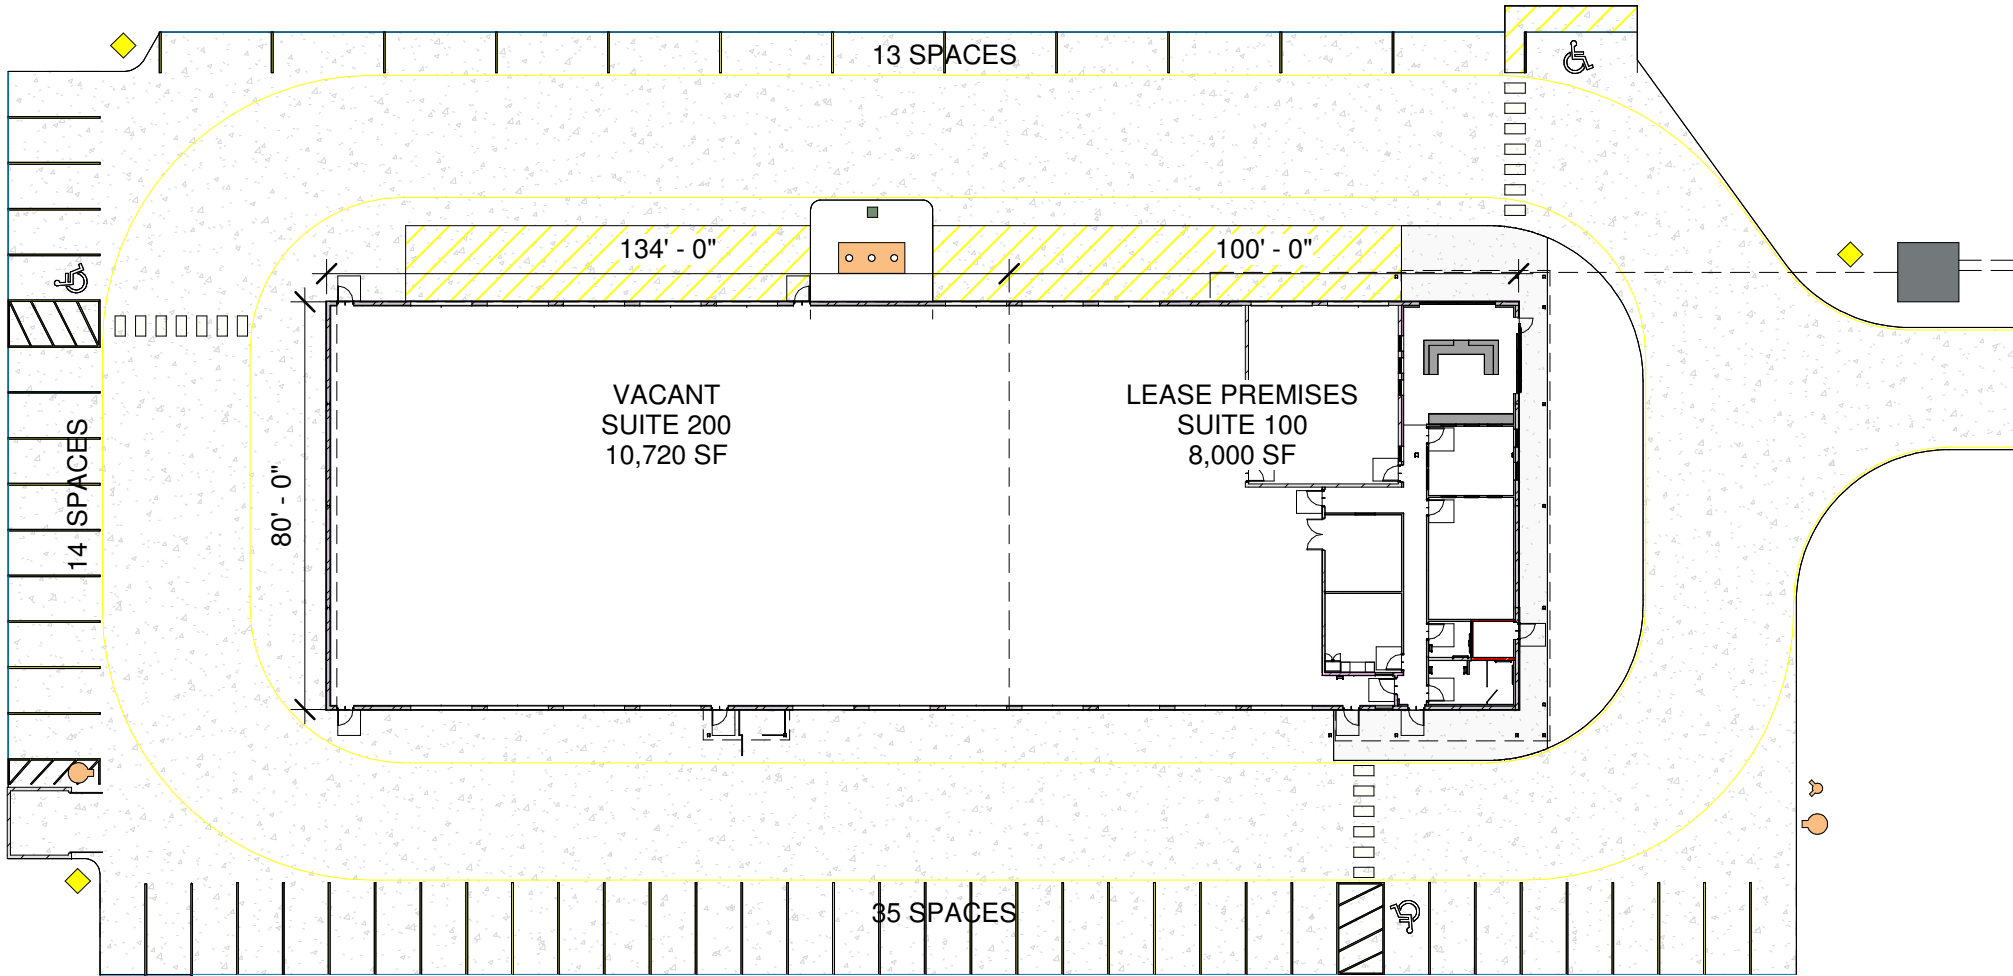 13 SPACES
134' - 0"
100' - 0"
VACANT
SUITE 200
10,720 SF
LEASE PREMISES
SUITE 100
8,000 SF
80' - 0"
14 SPACES
35 SPACES